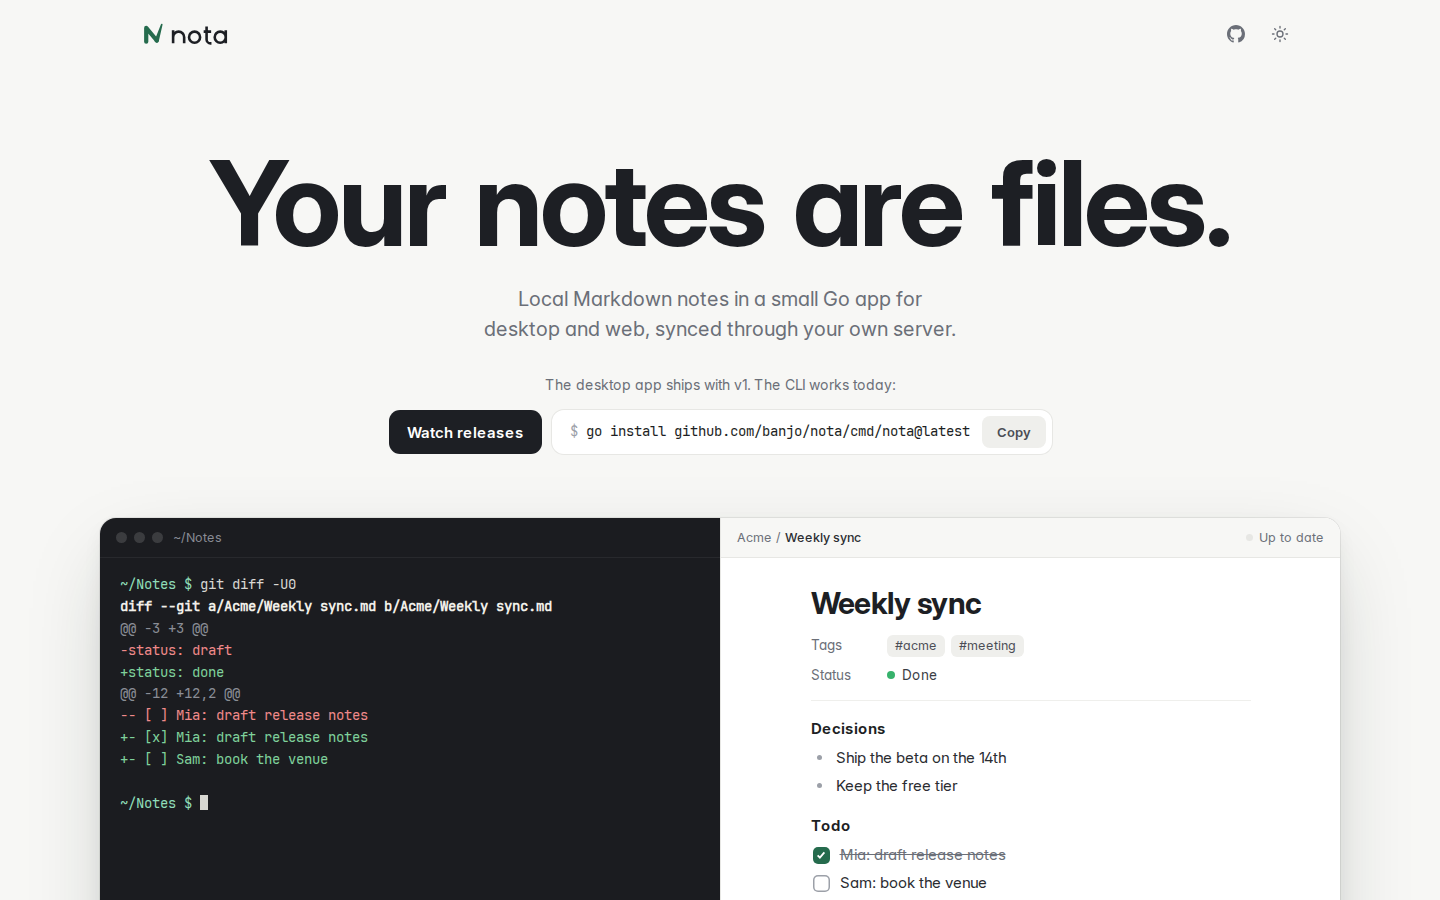 nota
Your notes are files.
Local Markdown notes in a small Go app for
desktop and web, synced through your own server.
The desktop app ships with v1. The CLI works today:
Watch releases
$ go install github.com/banjo/nota/cmd/nota@latest
Copy
~/Notes
~/Notes $ git diff -U0
diff --git a/Acme/Weekly sync.md b/Acme/Weekly sync.md
@@ -3 +3 @@
-status: draft
+status: done
@@ -12 +12,2 @@
-- [ ] Mia: draft release notes
+- [x] Mia: draft release notes
+- [ ] Sam: book the venue
~/Notes $
Acme / Weekly sync
Up to date
Weekly sync
Tags #acme #meeting
Status Done
Decisions
Ship the beta on the 14th
Keep the free tier
Todo
Mia: draft release notes
Sam: book the venue